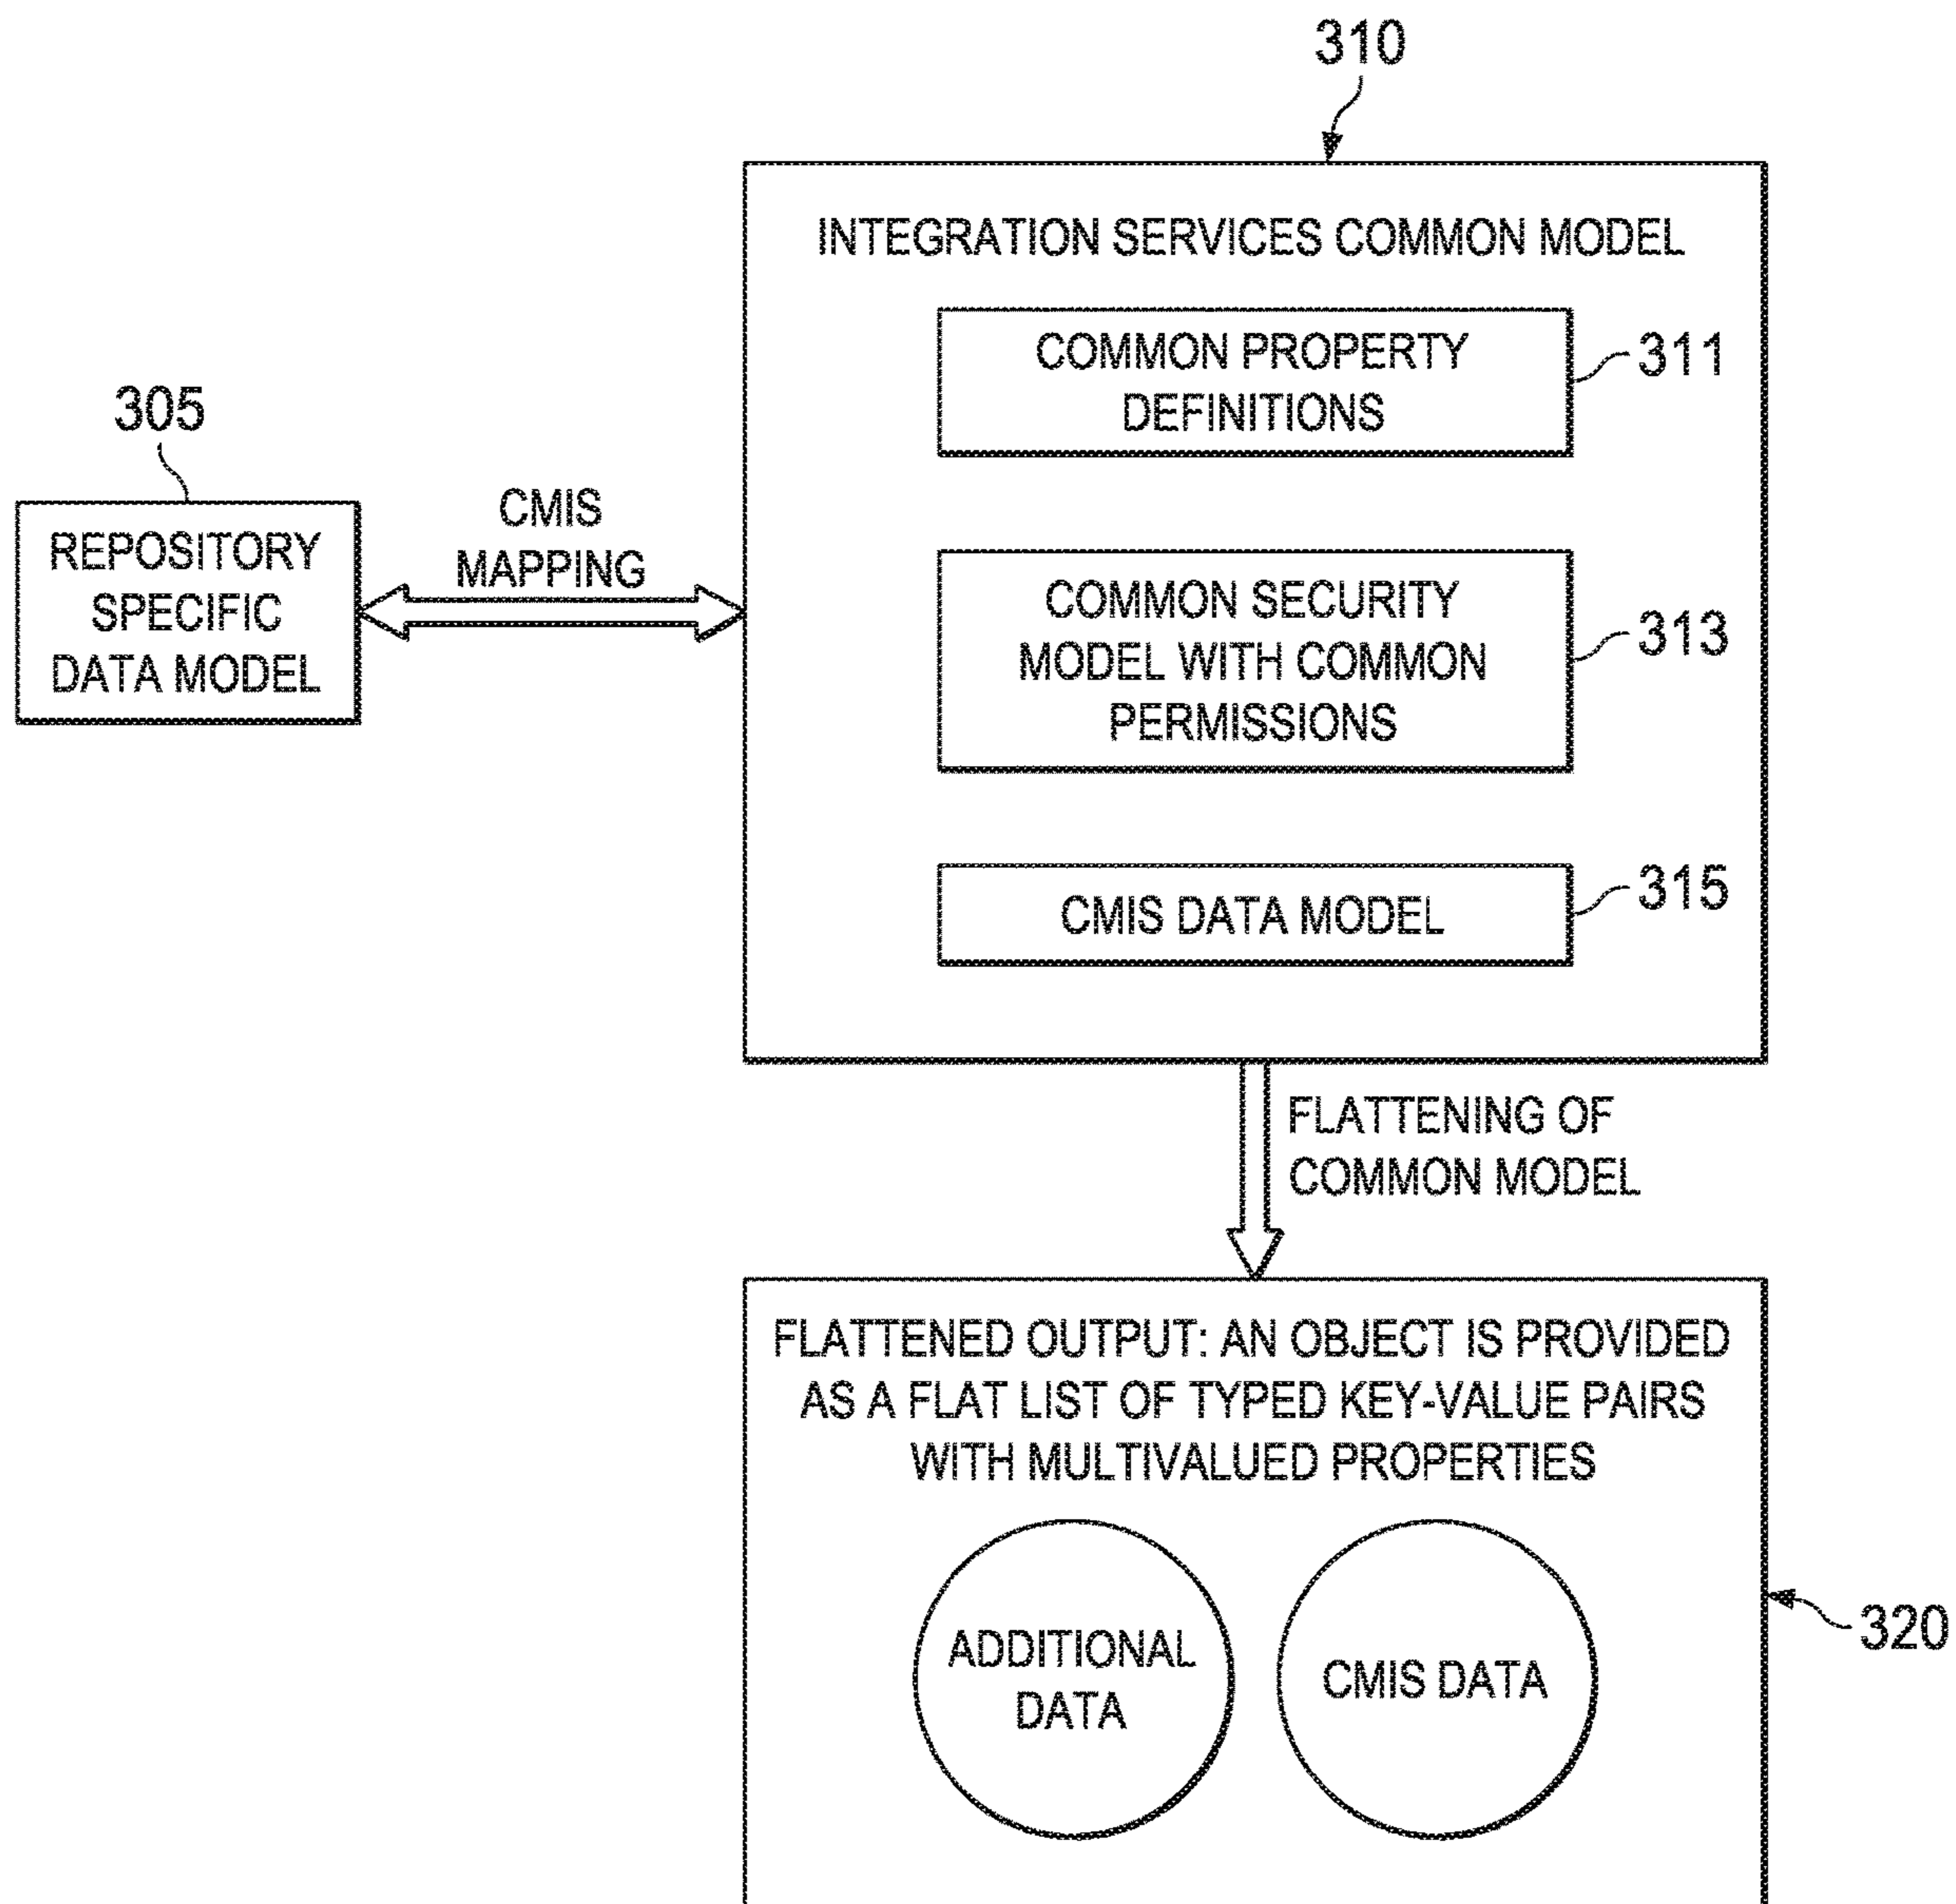 310
INTEGRATION SERVICES COMMON MODEL
COMMON PROPERTY
DEFINITIONS
311
305
REPOSITORY
SPECIFIC
DATA MODEL
CMIS
MAPPING
COMMON SECURITY
MODEL WITH COMMON
PERMISSIONS
313
CMIS DATA MODEL
315
FLATTENING OF
COMMON MODEL
FLATTENED OUTPUT: AN OBJECT IS PROVIDED
AS A FLAT LIST OF TYPED KEY-VALUE PAIRS
WITH MULTIVALUED PROPERTIES
ADDITIONAL
DATA
CMIS DATA
320